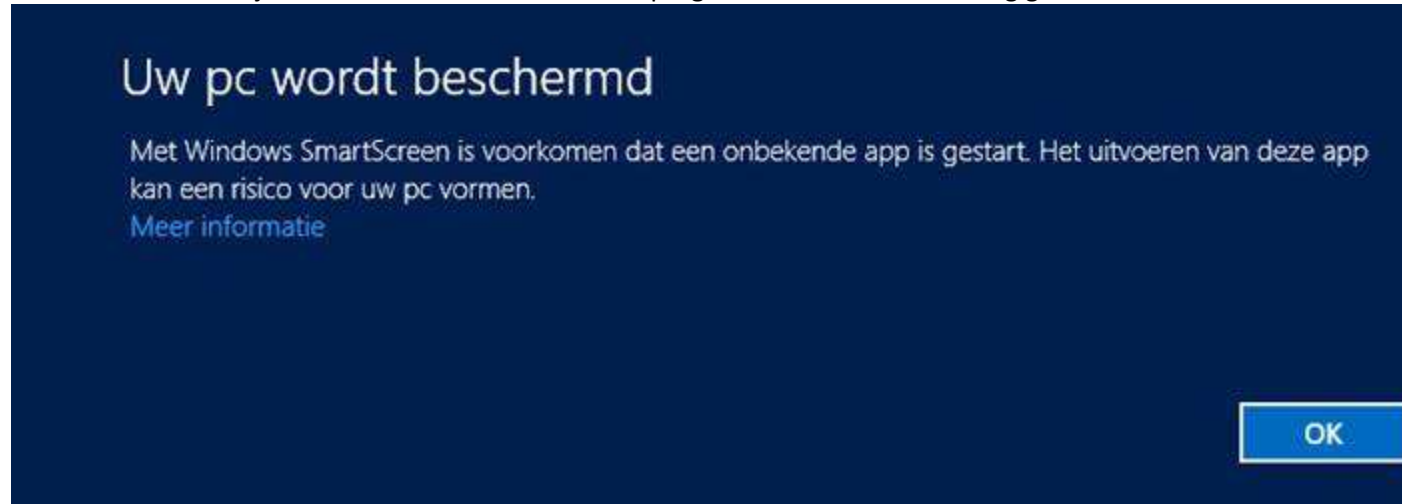 Uw pc wordt beschermd
Met Windows SmartScreen is voorkomen dat een onbekende app is gestart. Het uitvoeren van deze app
kan een risico voor uw pc vormen.
Meer informatie
OK